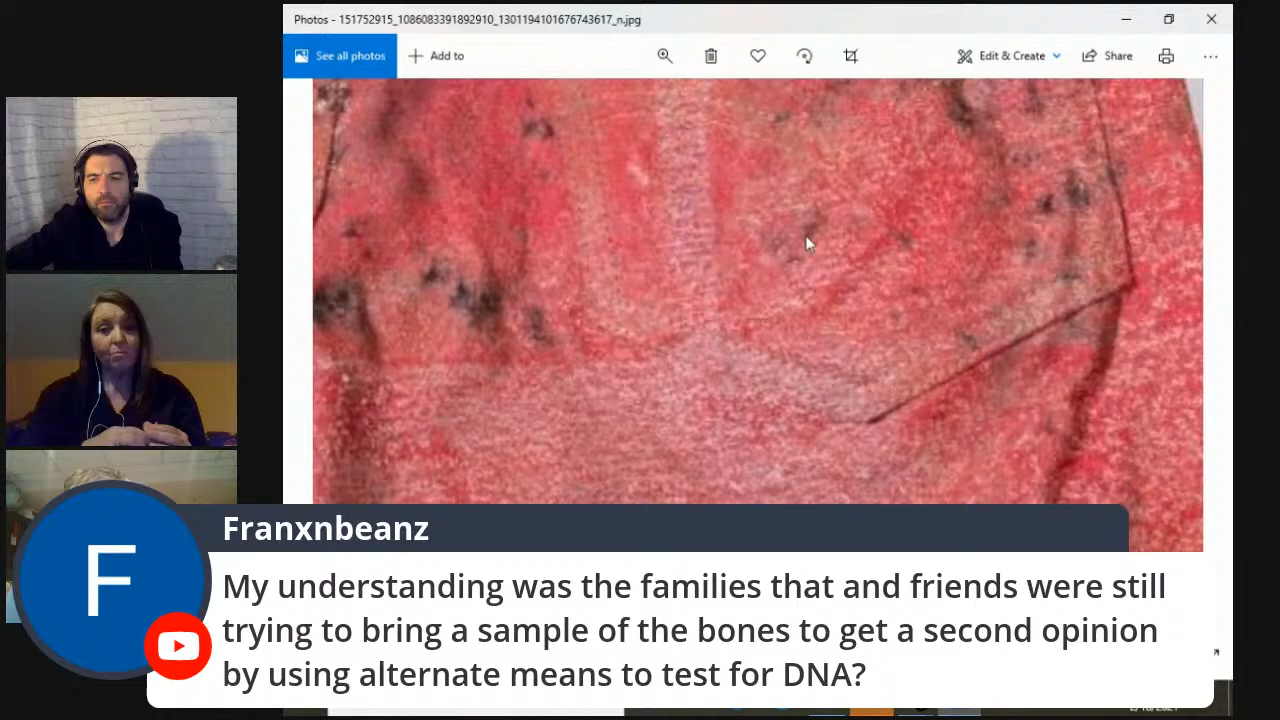 Photos - 151752915_1086083391892910_1301194101676743617_n.jpg
See all photos
Add to
Edit & Create
Share
F
Franxnbeanz
My understanding was the families that and friends were still
trying to bring a sample of the bones to get a second opinion
by using alternate means to test for DNA?